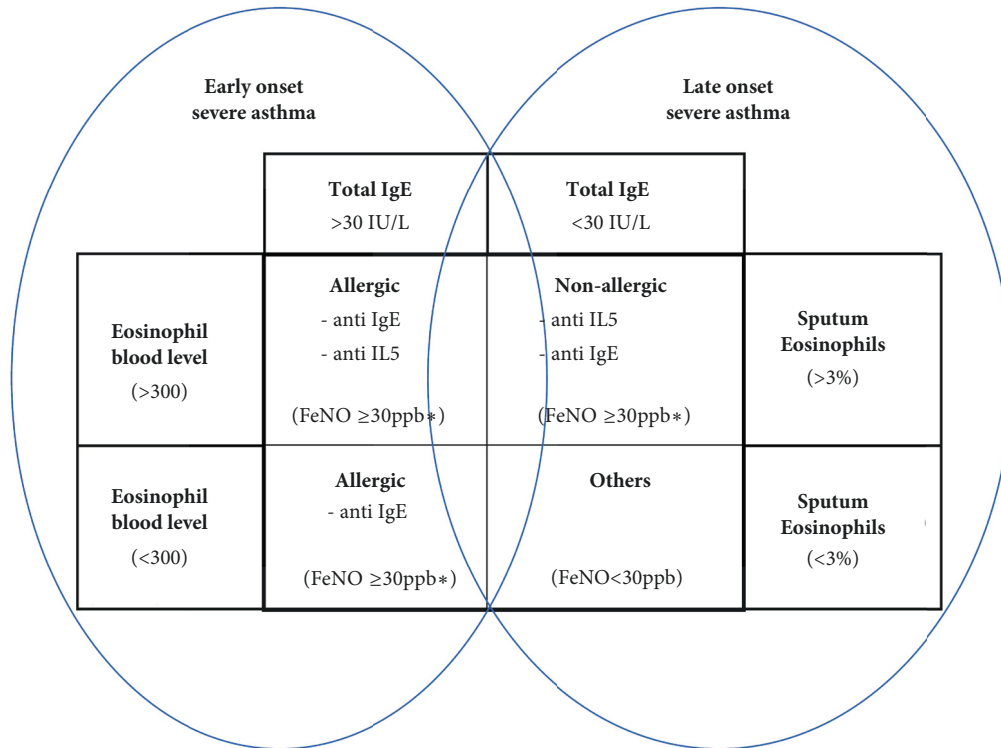 Early onset
severe asthma
Late onset
severe asthma
Total IgE
>30 IU/L
Total IgE
<30 IU/L
Eosinophil
blood level
(>300)
Allergic
- anti IgE
- anti IL5
(FeNO ≥30ppb*)
Non-allergic
- anti IL5
- anti IgE
(FeNO ≥30ppb*)
Sputum
Eosinophils
(>3%)
Eosinophil
blood level
(<300)
Allergic
- anti IgE
(FeNO ≥30ppb*)
Others
(FeNO<30ppb)
Sputum
Eosinophils
(<3%)